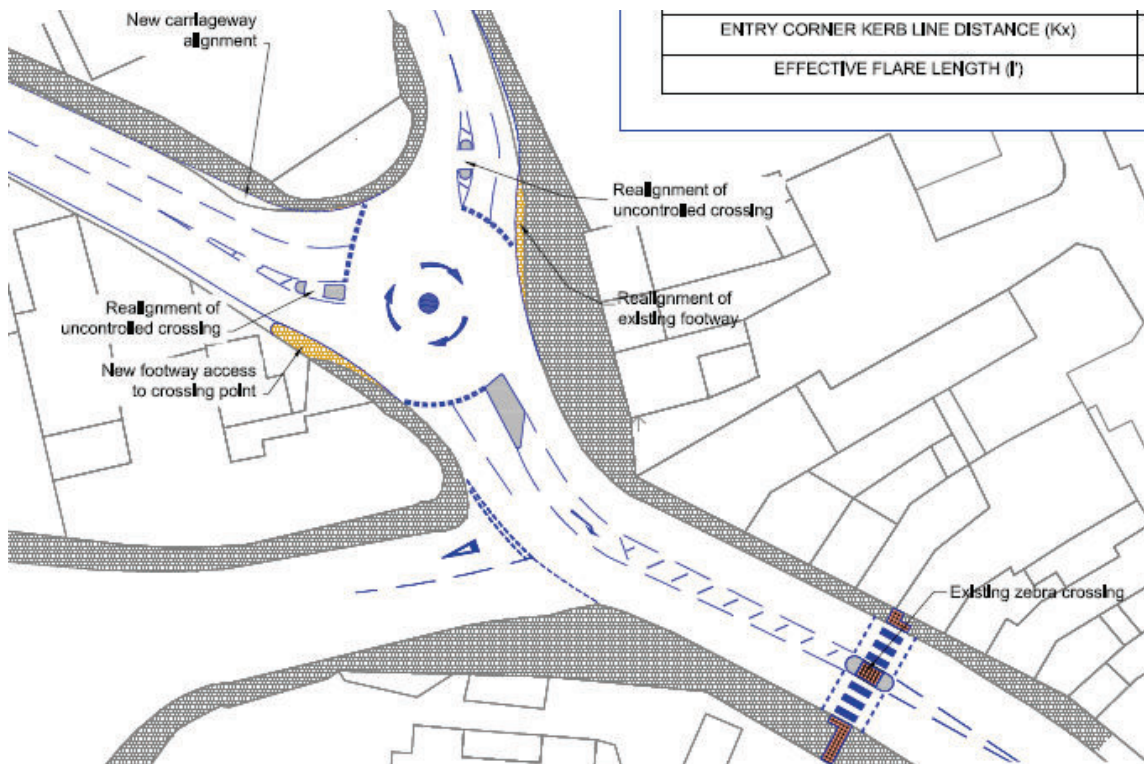 New carriageway
alignment
ENTRY CORNER KERB LINE DISTANCE (Kx)
EFFECTIVE FLARE LENGTH (l')
Realignment of
uncontrolled crossing
Realignment of
existing footway
Realignment of
uncontrolled crossing
New footway access
to crossing point
Existing zebra crossing